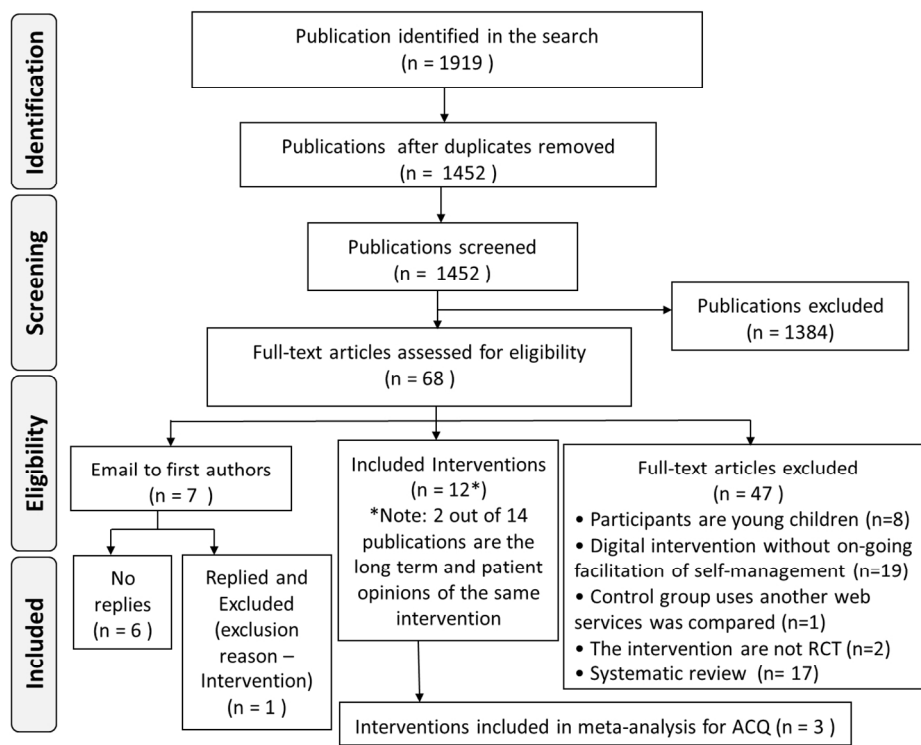 Identification
Publication identified in the search
(n = 1919 )
Publications after duplicates removed
(n = 1452 )
Screening
Publications screened
(n = 1452 )
Publications excluded
(n = 1384)
Full-text articles assessed for eligibility
(n = 68 )
Eligibility
Email to first authors
(n = 7 )
Included Interventions
(n = 12*)
*Note: 2 out of 14
publications are the
long term and patient
opinions of the same
intervention
Full-text articles excluded
(n = 47 )
• Participants are young children (n=8)
• Digital intervention without on-going
facilitation of self-management (n=19)
• Control group uses another web
services was compared (n=1)
• The intervention are not RCT (n=2)
• Systematic review (n= 17)
Included
No
replies
(n = 6 )
Replied and
Excluded
(exclusion
reason –
Intervention)
(n = 1 )
Interventions included in meta-analysis for ACQ (n = 3 )